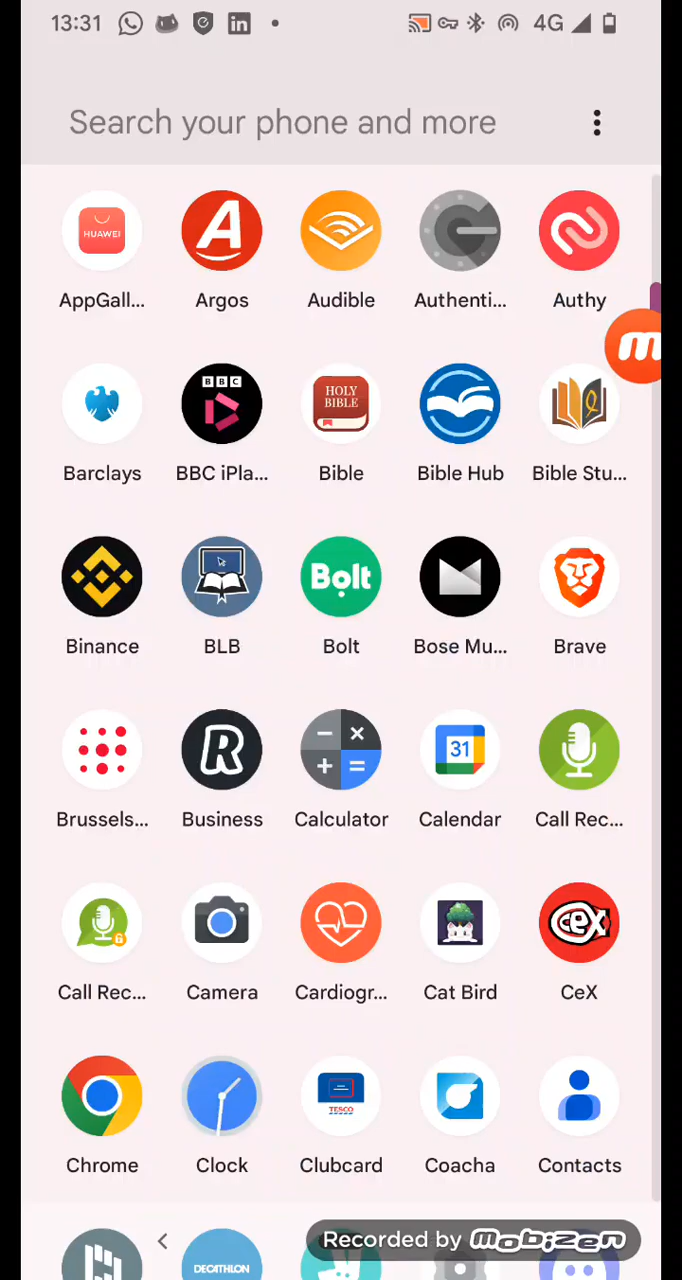 13:31 4G
Search your phone and more
HUAWEI
AppGall... Argos Audible Authenti... Authy
BBC HOLY BIBLE
Barclays BBC iPla... Bible Bible Hub Bible Stu...
Bolt
Binance BLB Bolt Bose Mu... Brave
R 31
Brussels... Business Calculator Calendar Call Rec...
CeX
Call Rec... Camera Cardiogr... Cat Bird CeX
TESCO
Chrome Clock Clubcard Coacha Contacts
DECATHLON
Recorded by mobizen